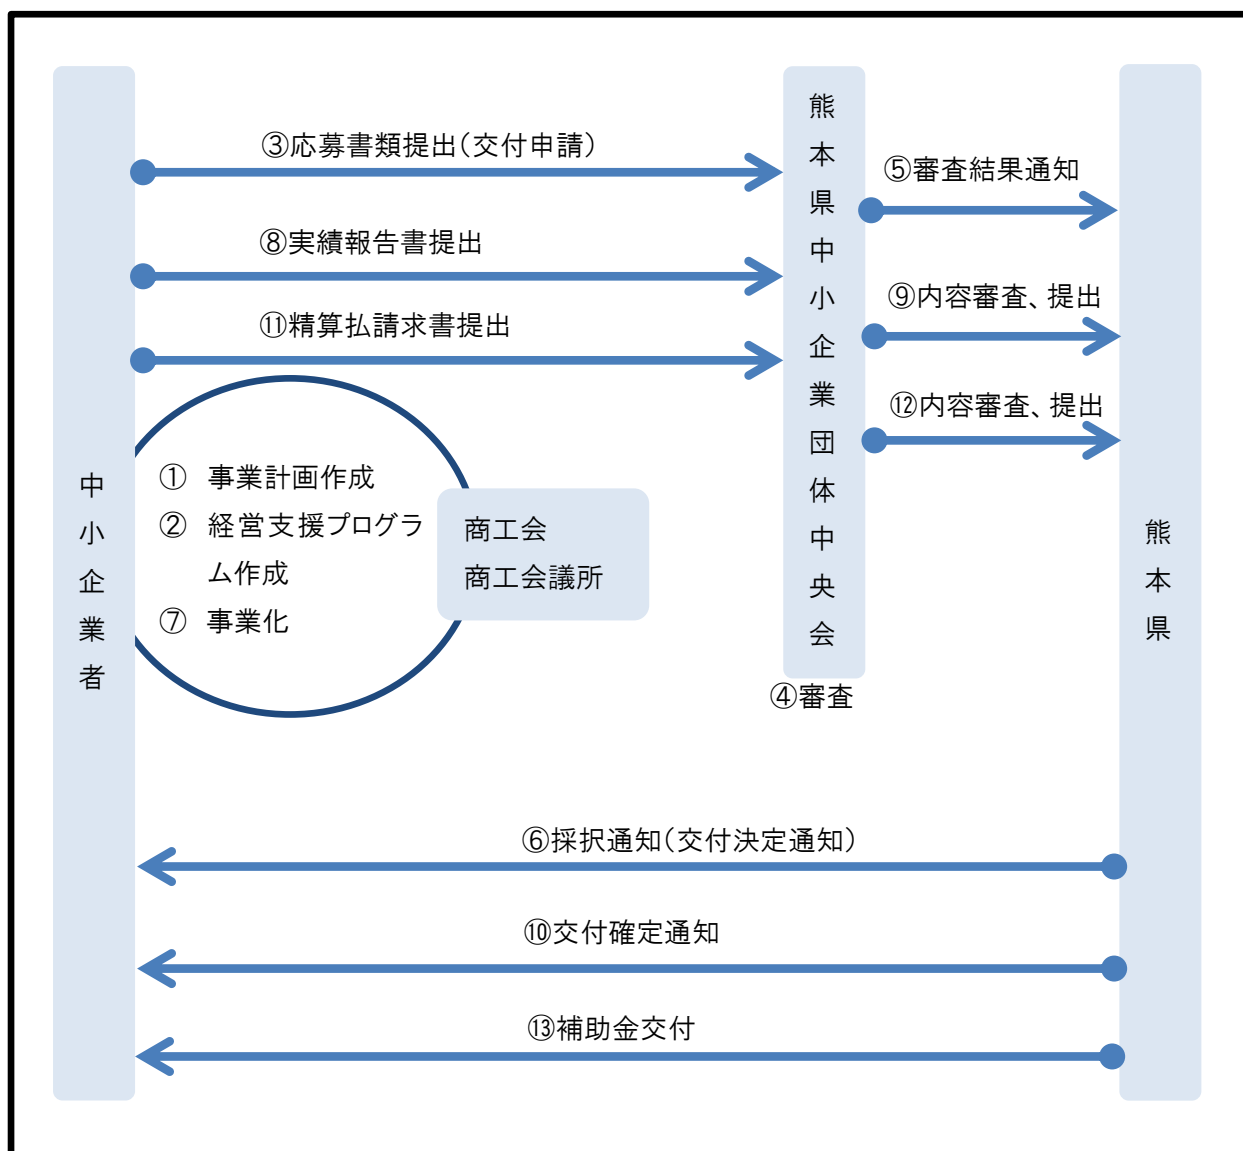 ③応募書類提出(交付申請)
⑧実績報告書提出
⑪精算払請求書提出
中小企業者
① 事業計画作成
② 経営支援プログラ
ム作成
⑦ 事業化
商工会
商工会議所
熊本県中小企業団体中央会
④審査
⑤審査結果通知
⑨内容審査、提出
⑫内容審査、提出
熊本県
⑥採択通知(交付決定通知)
⑩交付確定通知
⑬補助金交付